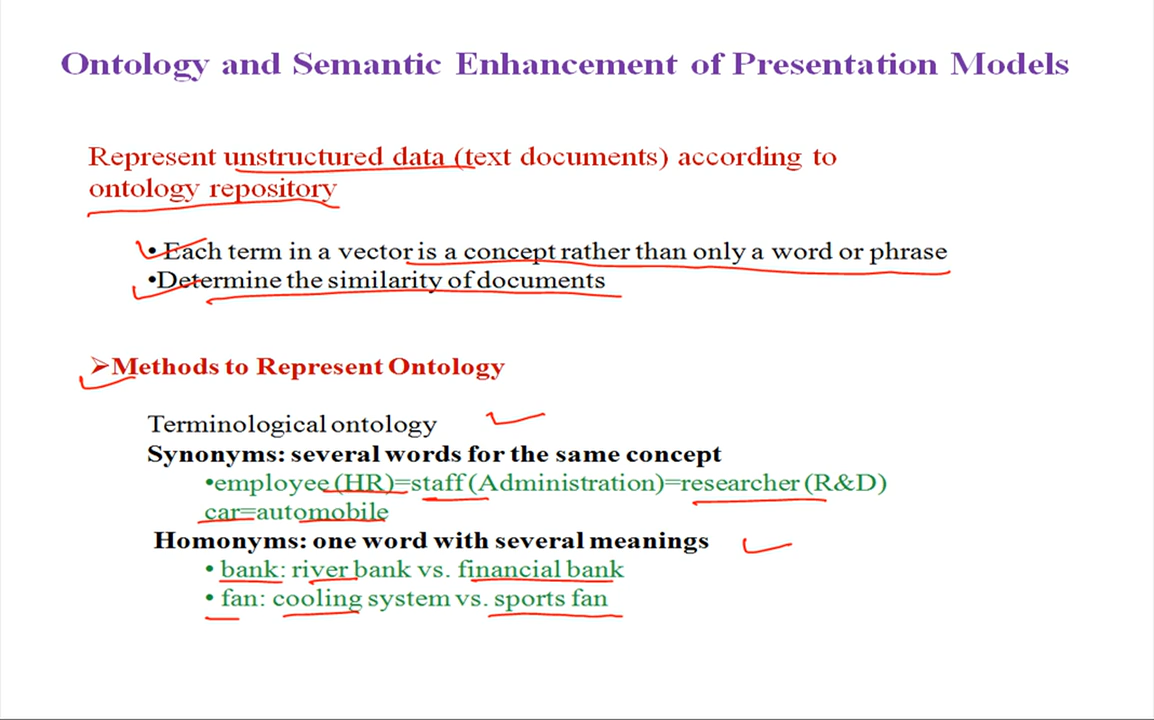 Ontology and Semantic Enhancement of Presentation Models
Represent unstructured data (text documents) according to
ontology repository
• Each term in a vector is a concept rather than only a word or phrase
•Determine the similarity of documents
➢Methods to Represent Ontology
Terminological ontology
Synonyms: several words for the same concept
•employee (HR)=staff (Administration)=researcher (R&D)
car=automobile
Homonyms: one word with several meanings
• bank: river bank vs. financial bank
• fan: cooling system vs. sports fan